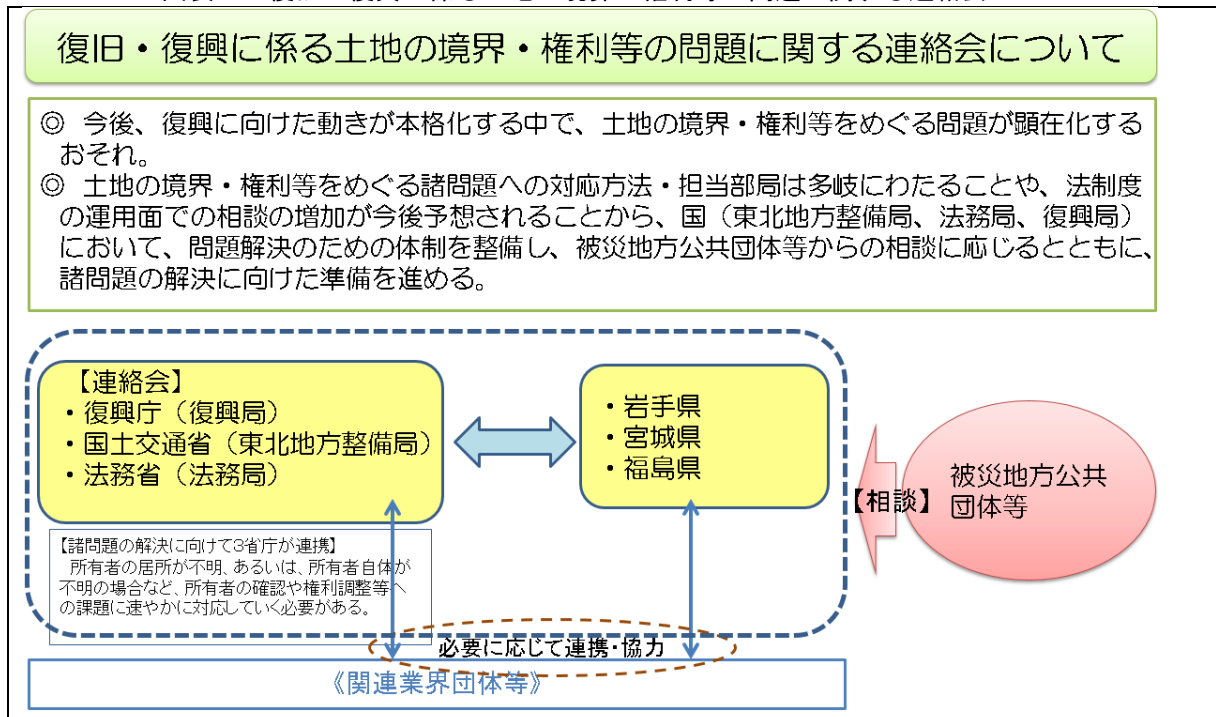 復旧・復興に係る土地の境界・権利等の問題に関する連絡会について
◎ 今後、復興に向けた動きが本格化する中で、土地の境界・権利等をめぐる問題が顕在化する
おそれ。
◎ 土地の境界・権利等をめぐる諸問題への対応方法・担当部局は多岐にわたることや、法制度
の運用面での相談の増加が今後予想されることから、国（東北地方整備局、法務局、復興局）
において、問題解決のための体制を整備し、被災地方公共団体等からの相談に応じるとともに、
諸問題の解決に向けた準備を進める。
【連絡会】
・復興庁（復興局）
・国土交通省（東北地方整備局）
・法務省（法務局）
・岩手県
・宮城県
・福島県
【相談】
被災地方公共
団体等
【諸問題の解決に向けて3省庁が連携】
所有者の居所が不明、あるいは、所有者自体が
不明の場合など、所有者の確認や権利調整等へ
の課題に速やかに対応していく必要がある。
必要に応じて連携・協力
《関連業界団体等》